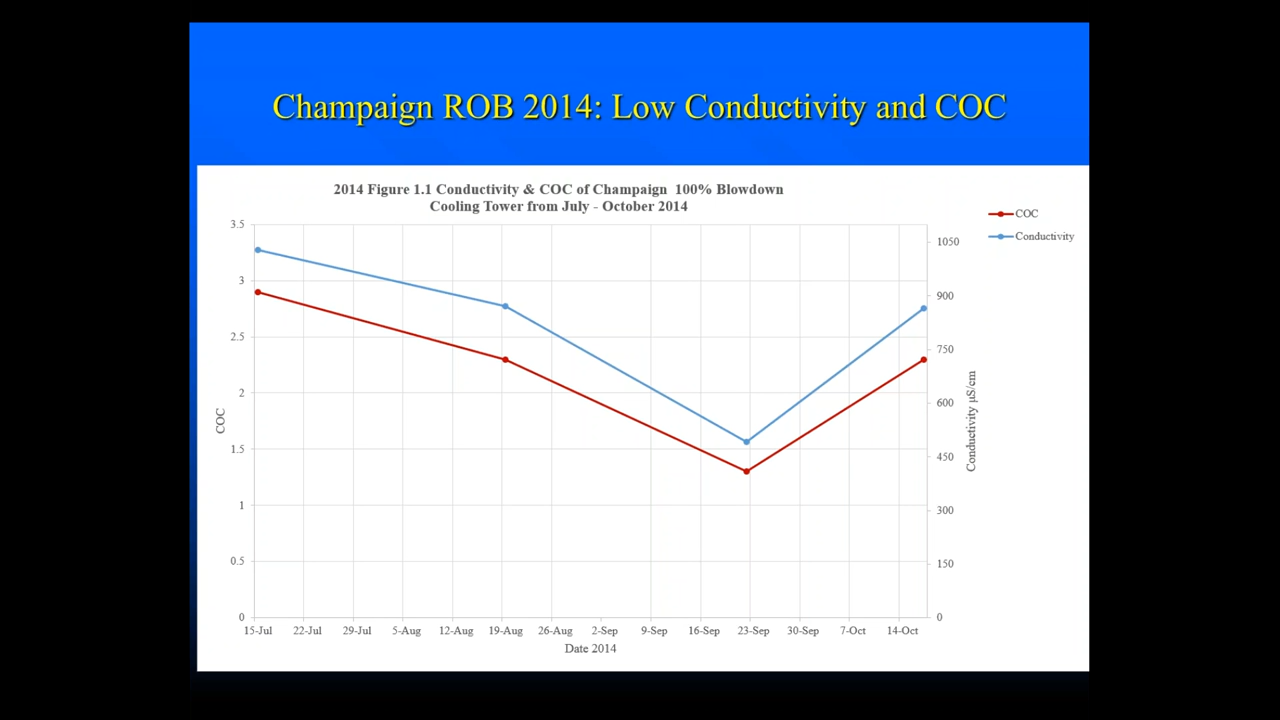 Champaign ROB 2014: Low Conductivity and COC
2014 Figure 1.1 Conductivity & COC of Champaign 100% Blowdown
Cooling Tower from July - October 2014
COC
Conductivity
3.5
3
2.5
2
1.5
1
0.5
0
COC
1050
900
750
600
450
300
150
0
Conductivity µS/cm
15-Jul 22-Jul 29-Jul 5-Aug 12-Aug 19-Aug 26-Aug 2-Sep 9-Sep 16-Sep 23-Sep 30-Sep 7-Oct 14-Oct
Date 2014